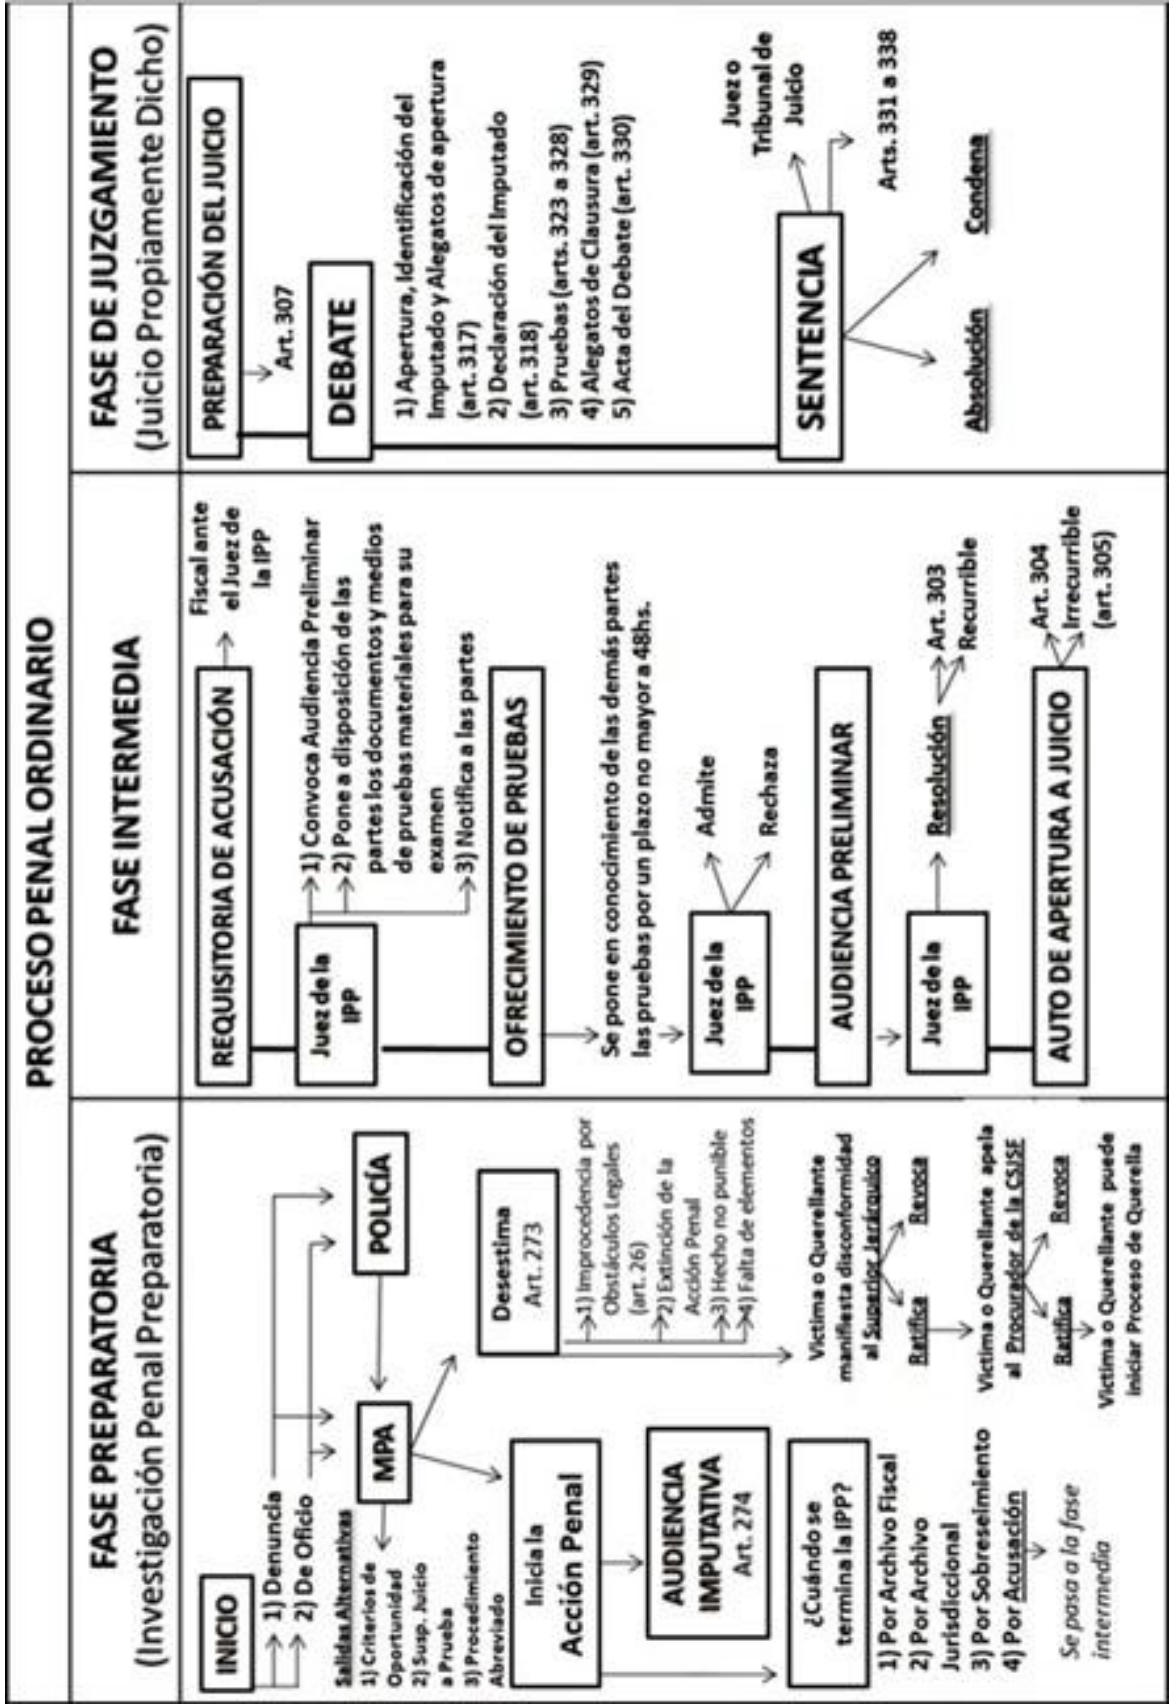 PROCESO PENAL ORDINARIO
FASE PREPARATORIA
(Investigación Penal Preparatoria)
INICIO
1) Denuncia
2) De Oficio
POLICÍA
MPA
Salidas Alternativas
1) Criterios de
Oportunidad
2) Susp. Juicio
a Prueba
3) Procedimiento
Abreviado
Desestima
Art. 273
1) Improcedencia por
Obstáculos Legales
(art. 26)
2) Extinción de la
Acción Penal
3) Hecho no punible
4) Falta de elementos
Inicia la
Acción Penal
AUDIENCIA
IMPUTATIVA
Art. 274
¿Cuándo se
termina la IPP?
1) Por Archivo Fiscal
2) Por Archivo
Jurisdiccional
3) Por Sobreseimiento
4) Por Acusación
Se pasa a la fase
intermedia
Victima o Querellante
manifiesta disconformidad
al Superior Jerárquico
Ratifica
Revoca
Victima o Querellante apela
al Procurador de la CSJSE
Ratifica
Revoca
Victima o Querellante puede
iniciar Proceso de Querella
FASE INTERMEDIA
REQUISITORIA DE ACUSACIÓN
Fiscal ante
el Juez de
la IPP
Juez de la
IPP
1) Convoca Audiencia Preliminar
2) Pone a disposición de las
partes los documentos y medios
de pruebas materiales para su
examen
3) Notifica a las partes
OFRECIMIENTO DE PRUEBAS
Se pone en conocimiento de las demás partes
las pruebas por un plazo no mayor a 48hs.
Juez de la
IPP
Admite
Rechaza
AUDIENCIA PRELIMINAR
Juez de la
IPP
Resolución
Art. 303
Recurrible
AUTO DE APERTURA A JUICIO
Art. 304
Irrecurrible
(art. 305)
FASE DE JUZGAMIENTO
(Juicio Propiamente Dicho)
PREPARACIÓN DEL JUICIO
Art. 307
DEBATE
1) Apertura, Identificación del
Imputado y Alegatos de apertura
(art. 317)
2) Declaración del Imputado
(art. 318)
3) Pruebas (arts. 323 a 328)
4) Alegatos de Clausura (art. 329)
5) Acta del Debate (art. 330)
SENTENCIA
Juez o
Tribunal de
Juicio
Arts. 331 a 338
Absolución
Condena